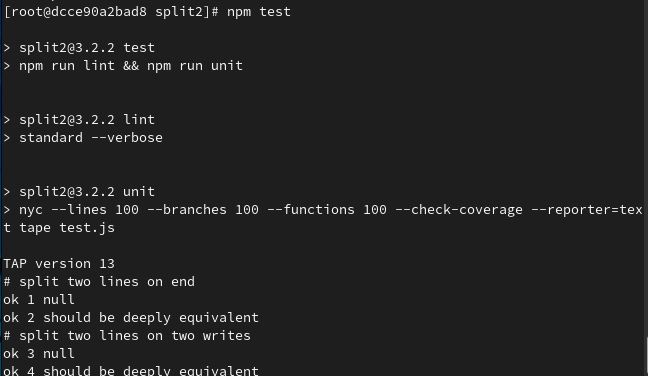 [root@dcce90a2bad8 split2]# npm test
> split2@3.2.2 test
> npm run lint && npm run unit
> split2@3.2.2 lint
> standard --verbose
> split2@3.2.2 unit
> nyc --lines 100 --branches 100 --functions 100 --check-coverage --reporter=tex
t tape test.js
TAP version 13
# split two lines on end
ok 1 null
ok 2 should be deeply equivalent
# split two lines on two writes
ok 3 null
ok 4 should be deeply equivalent